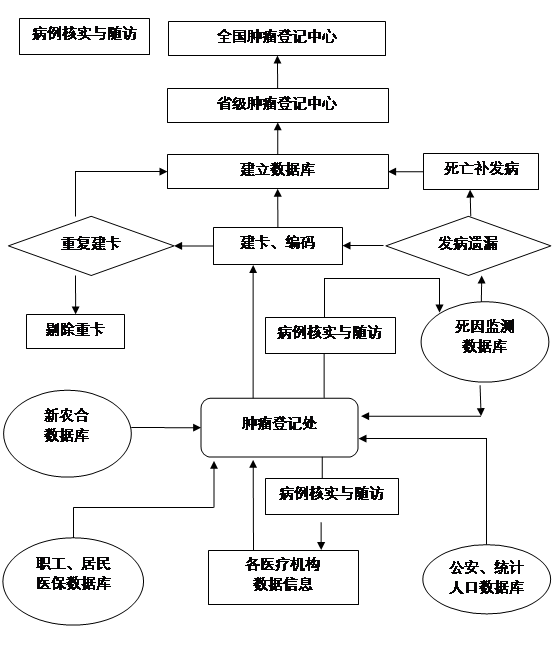 病例核实与随访
全国肿瘤登记中心
省级肿瘤登记中心
建立数据库
死亡补发病
重复建卡
建卡、编码
发病遗漏
剔除重卡
病例核实与随访
死因监测
数据库
新农合
数据库
肿瘤登记处
病例核实与随访
职工、居民
医保数据库
各医疗机构
数据信息
公安、统计
人口数据库